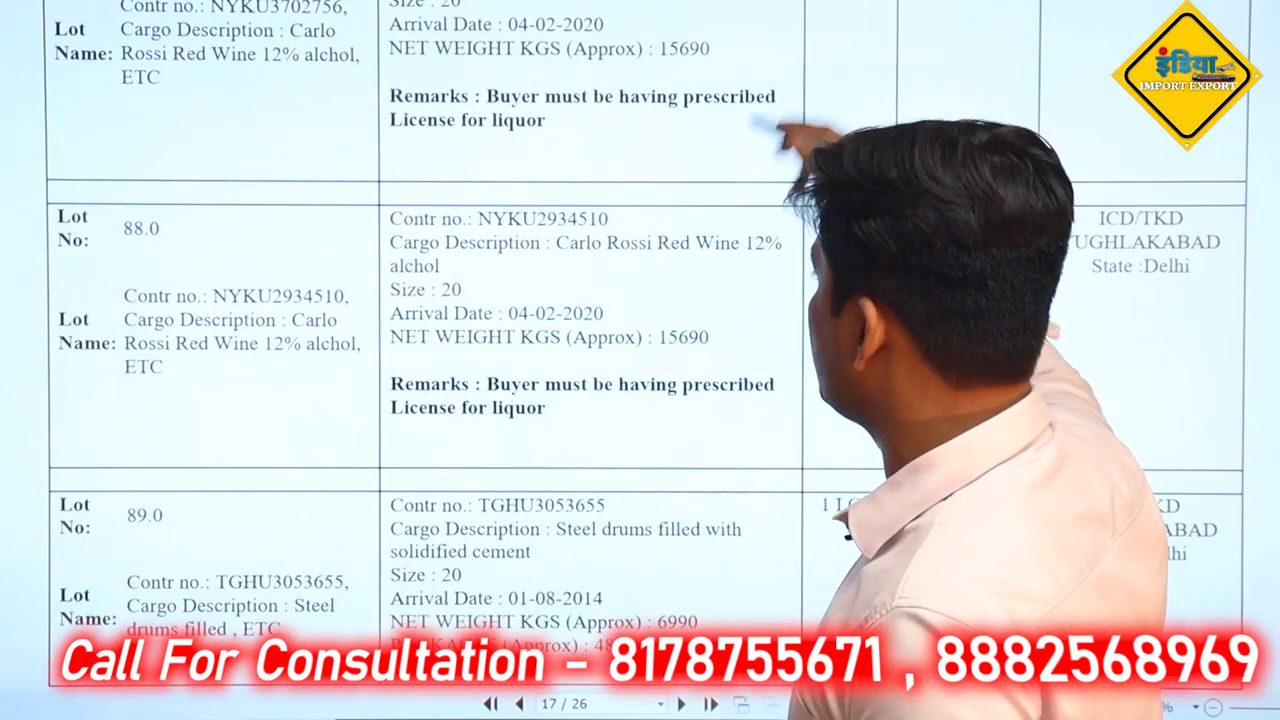 Contr no.: NYKU3702756,
Lot Cargo Description : Carlo
Name: Rossi Red Wine 12% alchol,
ETC
Size : 20
Arrival Date : 04-02-2020
NET WEIGHT KGS (Approx) : 15690
Remarks : Buyer must be having prescribed
License for liquor
इंडिया
IMPORT EXPORT
Lot
No: 88.0
Contr no.: NYKU2934510,
Lot Cargo Description : Carlo
Name: Rossi Red Wine 12% alchol,
ETC
Contr no.: NYKU2934510
Cargo Description : Carlo Rossi Red Wine 12%
alchol
Size : 20
Arrival Date : 04-02-2020
NET WEIGHT KGS (Approx) : 15690
Remarks : Buyer must be having prescribed
License for liquor
ICD/TKD
UGHLAKABAD
State :Delhi
Lot
No: 89.0
Contr no.: TGHU3053655,
Lot Cargo Description : Steel
Name: drums filled , ETC
Contr no.: TGHU3053655
Cargo Description : Steel drums filled with
solidified cement
Size : 20
Arrival Date : 01-08-2014
NET WEIGHT KGS (Approx) : 6990
Call For Consultation - 8178755671 , 8882568969
17 / 26